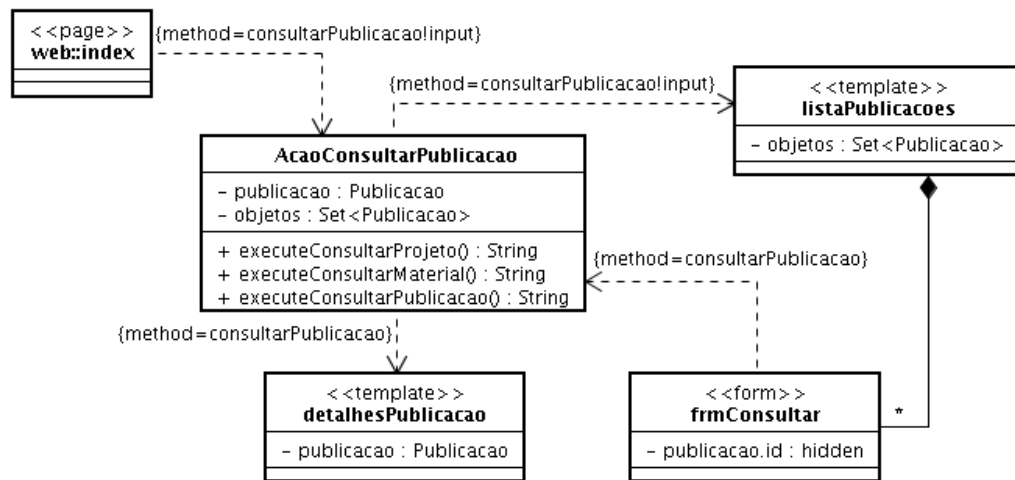 <<page>>
web::index
{method=consultarPublicacao!input}
{method=consultarPublicacao!input}
<<template>>
listaPublicacoes
- objetos : Set<Publicacao>
AcaoConsultarPublicacao
- publicacao : Publicacao
- objetos : Set<Publicacao>
+ executeConsultarProjeto() : String
+ executeConsultarMaterial() : String
+ executeConsultarPublicacao() : String
{method=consultarPublicacao}
{method=consultarPublicacao}
<<template>>
detalhesPublicacao
- publicacao : Publicacao
<<form>>
frmConsultar
- publicacao.id : hidden
*